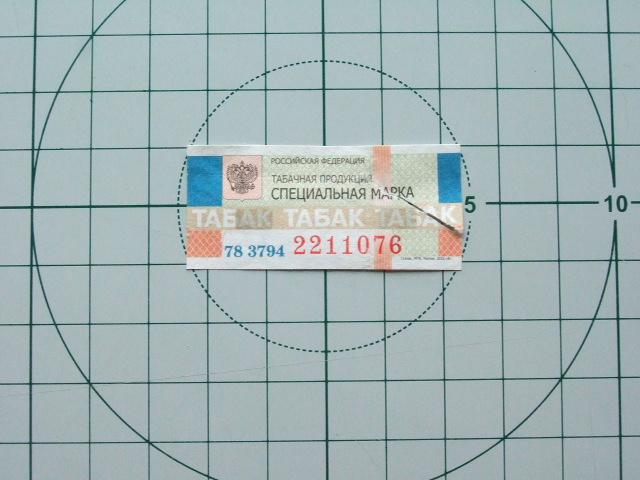 РОССИЙСКАЯ ФЕДЕРАЦИЯ
ТАБАЧНАЯ ПРОДУКЦИЯ
СПЕЦИАЛЬНАЯ МАРКА
5 10
ТАБАК ТАБАК ТАБАК
78 3794 2211076